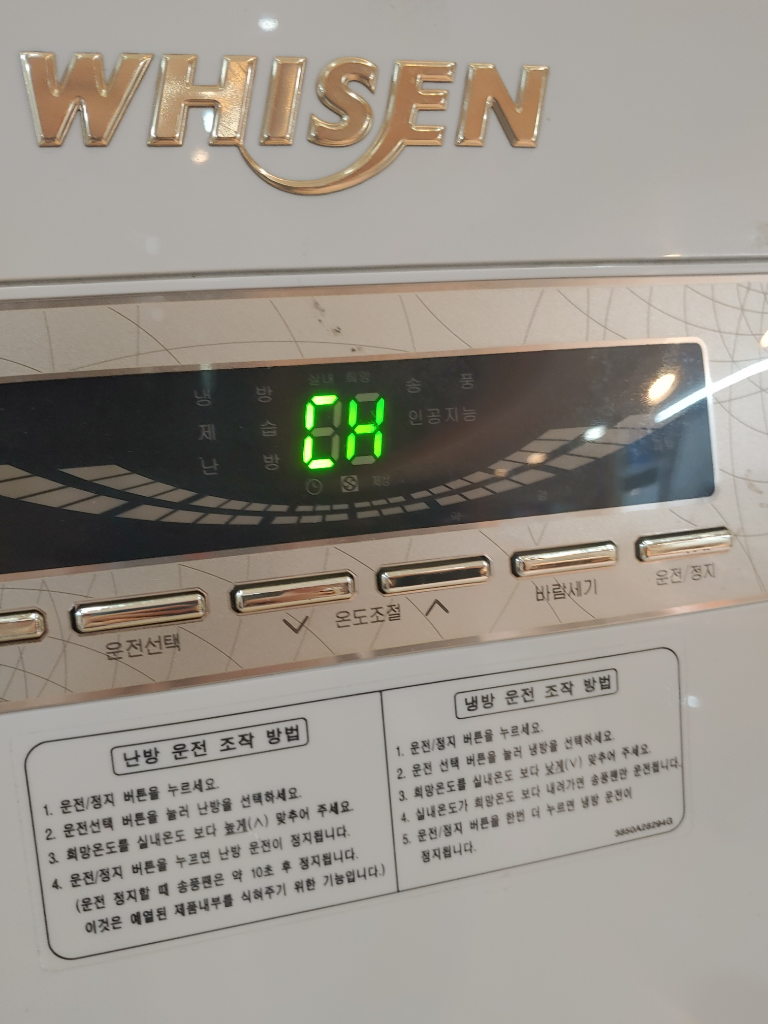 WHISEN
실내 희망
냉 방
송 풍
CH
제 습
인공지능
난 방
운전선택
온도조절
바람세기
운전/정지
난방 운전 조작 방법
1. 운전/정지 버튼을 누르세요.
2. 운전선택 버튼을 눌러 난방을 선택하세요.
3. 희망온도를 실내온도 보다 높게(∧) 맞추어 주세요.
4. 운전/정지 버튼을 누르면 난방 운전이 정지됩니다.
(운전 정지할 때 송풍팬은 약 10초 후 정지됩니다.
이것은 예열된 제품내부를 식혀주기 위한 기능입니다.)
냉방 운전 조작 방법
1. 운전/정지 버튼을 누르세요.
2. 운전 선택 버튼을 눌러 냉방을 선택하세요.
3. 희망온도를 실내온도 보다 낮게(∨) 맞추어 주세요.
4. 실내온도가 희망온도 보다 내려가면 송풍팬만 운전됩니다.
5. 운전/정지 버튼을 한번 더 누르면 냉방 운전이
정지됩니다.
3850A28294G